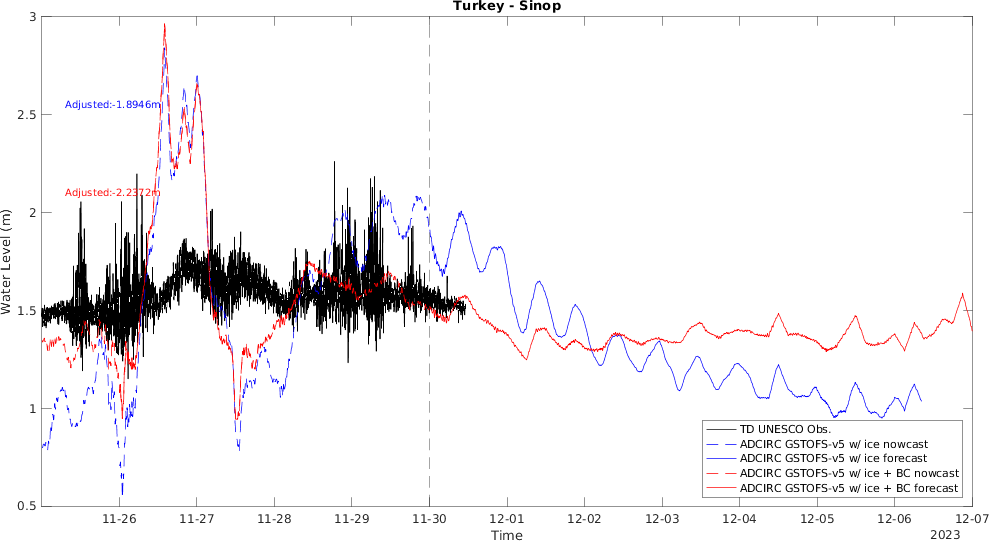 Turkey - Sinop
3
2.5
2
1.5
1
0.5
Water Level (m)
Adjusted:-1.8946m
Adjusted:-2.2372m
TD UNESCO Obs.
ADCIRC GSTOFS-v5 w/ ice nowcast
ADCIRC GSTOFS-v5 w/ ice forecast
ADCIRC GSTOFS-v5 w/ ice + BC nowcast
ADCIRC GSTOFS-v5 w/ ice + BC forecast
11-26 11-27 11-28 11-29 11-30 12-01 12-02 12-03 12-04 12-05 12-06 12-07
Time
2023